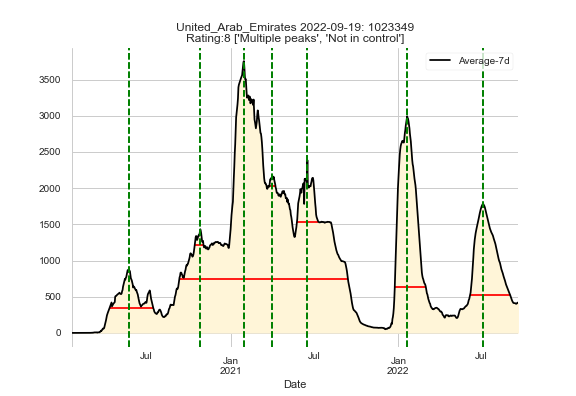 United_Arab_Emirates 2022-09-19: 1023349
Rating:8 ['Multiple peaks', 'Not in control']
Average-7d
3500
3000
2500
2000
1500
1000
500
0
Jul
Jan
2021
Jul
Jan
2022
Jul
Date